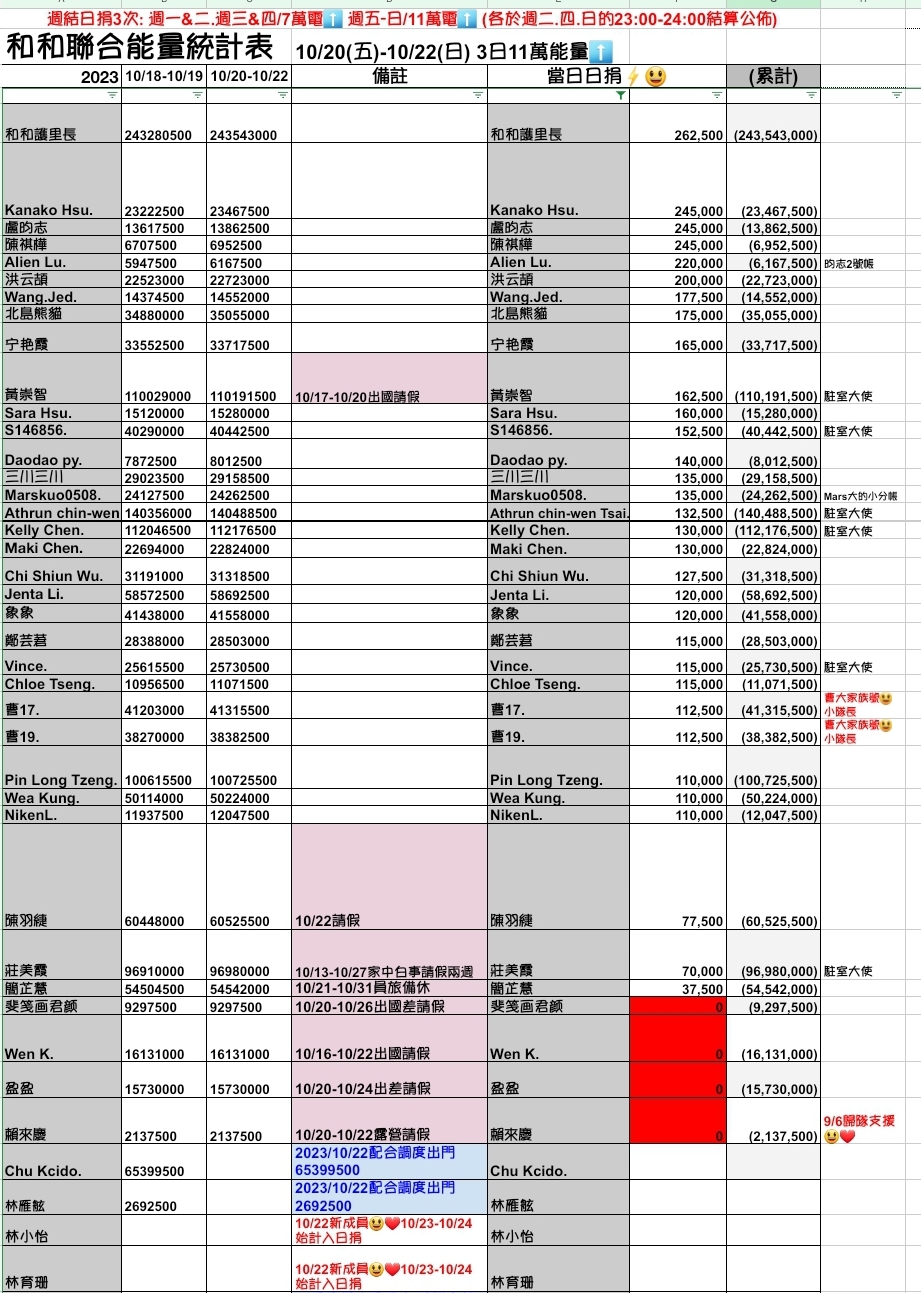 週結日捐3次: 週一&二.週三&四/7萬電⬆️ 週五-日/11萬電⬆️ (各於週二.四.日的23:00-24:00結算公佈)
和和聯合能量統計表 10/20(五)-10/22(日) 3日11萬能量⬆️
2023 10/18-10/19 10/20-10/22 備註 當日日捐⚡😃 (累計)
和和護里長 243280500 243543000 和和護里長 262,500 (243,543,000)
Kanako Hsu. 23222500 23467500 Kanako Hsu. 245,000 (23,467,500)
盧昀志 13617500 13862500 盧昀志 245,000 (13,862,500)
陳祺樺 6707500 6952500 陳祺樺 245,000 (6,952,500)
Alien Lu. 5947500 6167500 Alien Lu. 220,000 (6,167,500) 昀志2號帳
洪云頡 22523000 22723000 洪云頡 200,000 (22,723,000)
Wang.Jed. 14374500 14552000 Wang.Jed. 177,500 (14,552,000)
北島熊貓 34880000 35055000 北島熊貓 175,000 (35,055,000)
宁艳霞 33552500 33717500 宁艳霞 165,000 (33,717,500)
黃崇智 110029000 110191500 10/17-10/20出國請假 黃崇智 162,500 (110,191,500) 駐室大使
Sara Hsu. 15120000 15280000 Sara Hsu. 160,000 (15,280,000)
S146856. 40290000 40442500 S146856. 152,500 (40,442,500) 駐室大使
Daodao py. 7872500 8012500 Daodao py. 140,000 (8,012,500)
三川三川 29023500 29158500 三川三川 135,000 (29,158,500)
Marskuo0508. 24127500 24262500 Marskuo0508. 135,000 (24,262,500) Mars大的小分帳
Athrun chin-wen 140356000 140488500 Athrun chin-wen Tsai. 132,500 (140,488,500) 駐室大使
Kelly Chen. 112046500 112176500 Kelly Chen. 130,000 (112,176,500) 駐室大使
Maki Chen. 22694000 22824000 Maki Chen. 130,000 (22,824,000)
Chi Shiun Wu. 31191000 31318500 Chi Shiun Wu. 127,500 (31,318,500)
Jenta Li. 58572500 58692500 Jenta Li. 120,000 (58,692,500)
象象 41438000 41558000 象象 120,000 (41,558,000)
鄭芸莙 28388000 28503000 鄭芸莙 115,000 (28,503,000)
Vince. 25615500 25730500 Vince. 115,000 (25,730,500) 駐室大使
Chloe Tseng. 10956500 11071500 Chloe Tseng. 115,000 (11,071,500)
曹17. 41203000 41315500 曹17. 112,500 (41,315,500) 曹大家族號😃
小隊長
曹19. 38270000 38382500 曹19. 112,500 (38,382,500) 曹大家族號😃
小隊長
Pin Long Tzeng. 100615500 100725500 Pin Long Tzeng. 110,000 (100,725,500)
Wea Kung. 50114000 50224000 Wea Kung. 110,000 (50,224,000)
NikenL. 11937500 12047500 NikenL. 110,000 (12,047,500)
陳羽緁 60448000 60525500 10/22請假 陳羽緁 77,500 (60,525,500)
莊美霞 96910000 96980000 10/13-10/27家中白事請假兩週 莊美霞 70,000 (96,980,000) 駐室大使
簡芷慧 54504500 54542000 10/21-10/31員旅備休 簡芷慧 37,500 (54,542,000)
斐笺画君颜 9297500 9297500 10/20-10/26出國差請假 斐笺画君颜 0 (9,297,500)
Wen K. 16131000 16131000 10/16-10/22出國請假 Wen K. 0 (16,131,000)
盈盈 15730000 15730000 10/20-10/24出差請假 盈盈 0 (15,730,000)
賴來慶 2137500 2137500 10/20-10/22露營請假 賴來慶 0 (2,137,500) 9/6歸隊支援
😃❤️
Chu Kcido. 65399500 2023/10/22配合調度出門
65399500 Chu Kcido.
林雁舷 2692500 2023/10/22配合調度出門
2692500 林雁舷
林小怡 10/22新成員😃❤️10/23-10/24
始計入日捐 林小怡
林育珊 10/22新成員😃❤️10/23-10/24
始計入日捐 林育珊